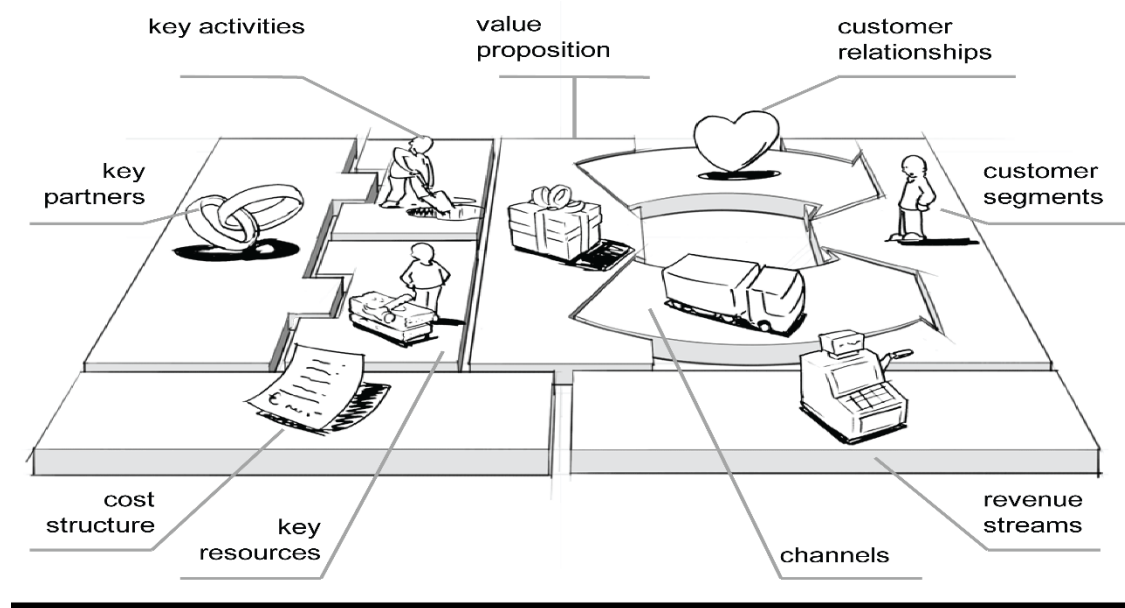 key activities
value
proposition
customer
relationships
key
partners
customer
segments
cost
structure
key
resources
channels
revenue
streams